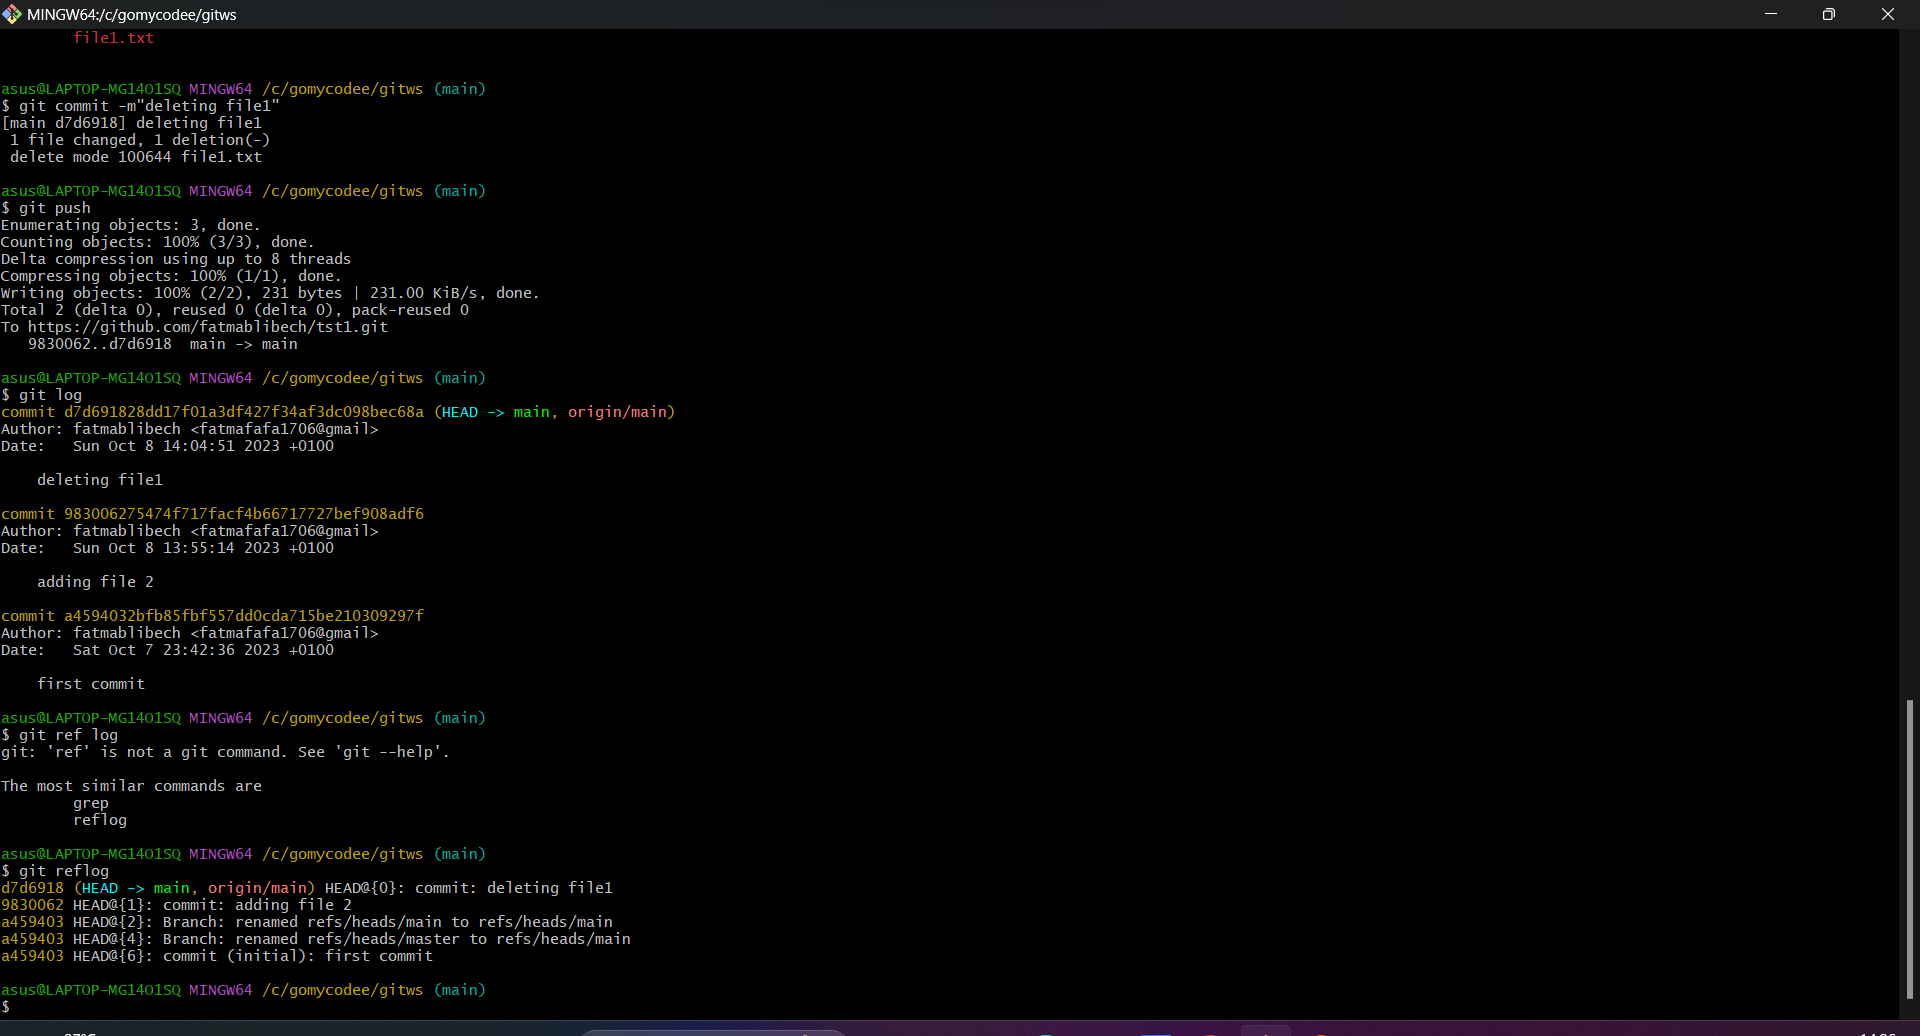 MINGW64:/c/gomycodee/gitws
        file1.txt
asus@LAPTOP-MG14O1SQ MINGW64 /c/gomycodee/gitws (main)
$ git commit -m"deleting file1"
[main d7d6918] deleting file1
 1 file changed, 1 deletion(-)
 delete mode 100644 file1.txt
asus@LAPTOP-MG14O1SQ MINGW64 /c/gomycodee/gitws (main)
$ git push
Enumerating objects: 3, done.
Counting objects: 100% (3/3), done.
Delta compression using up to 8 threads
Compressing objects: 100% (1/1), done.
Writing objects: 100% (2/2), 231 bytes | 231.00 KiB/s, done.
Total 2 (delta 0), reused 0 (delta 0), pack-reused 0
To https://github.com/fatmablibech/tst1.git
   9830062..d7d6918  main -> main
asus@LAPTOP-MG14O1SQ MINGW64 /c/gomycodee/gitws (main)
$ git log
commit d7d691828dd17f01a3df427f34af3dc098bec68a (HEAD -> main, origin/main)
Author: fatmablibech <fatmafafa1706@gmail>
Date:   Sun Oct 8 14:04:51 2023 +0100
    deleting file1
commit 983006275474f717facf4b66717727bef908adf6
Author: fatmablibech <fatmafafa1706@gmail>
Date:   Sun Oct 8 13:55:14 2023 +0100
    adding file 2
commit a4594032bfb85fbf557dd0cda715be210309297f
Author: fatmablibech <fatmafafa1706@gmail>
Date:   Sat Oct 7 23:42:36 2023 +0100
    first commit
asus@LAPTOP-MG14O1SQ MINGW64 /c/gomycodee/gitws (main)
$ git ref log
git: 'ref' is not a git command. See 'git --help'.
The most similar commands are
        grep
        reflog
asus@LAPTOP-MG14O1SQ MINGW64 /c/gomycodee/gitws (main)
$ git reflog
d7d6918 (HEAD -> main, origin/main) HEAD@{0}: commit: deleting file1
9830062 HEAD@{1}: commit: adding file 2
a459403 HEAD@{2}: Branch: renamed refs/heads/main to refs/heads/main
a459403 HEAD@{4}: Branch: renamed refs/heads/master to refs/heads/main
a459403 HEAD@{6}: commit (initial): first commit
asus@LAPTOP-MG14O1SQ MINGW64 /c/gomycodee/gitws (main)
$